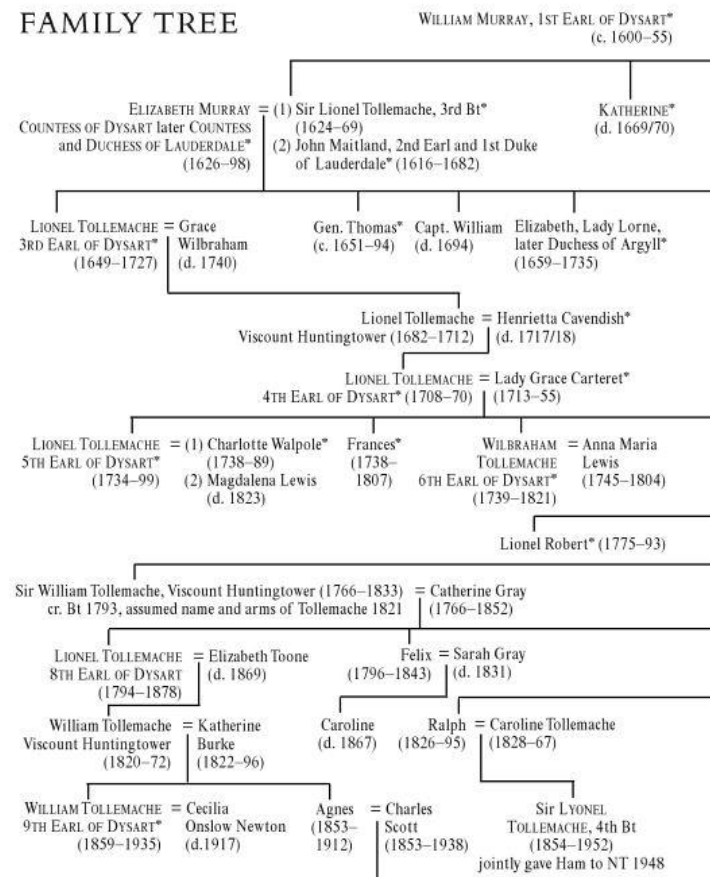 FAMILY TREE
WILLIAM MURRAY, 1ST EARL OF DYSART*
(c. 1600–55)
ELIZABETH MURRAY = (1) Sir Lionel Tollemache, 3rd Bt*
COUNTESS OF DYSART later COUNTESS
and DUCHESS OF LAUDERDALE*
(1626–98)
(1624–69)
(2) John Maitland, 2nd Earl and 1st Duke
of Lauderdale* (1616–1682)
KATHERINE*
(d. 1669/70)
LIONEL TOLLEMACHE = Grace
3RD EARL OF DYSART* Wilbraham
(1649–1727) (d. 1740)
Gen. Thomas*
(c. 1651–94)
Capt. William
(d. 1694)
Elizabeth, Lady Lorne,
later Duchess of Argyll*
(1659–1735)
Lionel Tollemache = Henrietta Cavendish*
Viscount Huntingtower (1682–1712) (d. 1717/18)
LIONEL TOLLEMACHE = Lady Grace Carteret*
4TH EARL OF DYSART* (1708–70) (1713–55)
LIONEL TOLLEMACHE = (1) Charlotte Walpole*
5TH EARL OF DYSART* (1738–89)
(1734–99) (2) Magdalena Lewis
(d. 1823)
Frances*
(1738–
1807)
WILBRAHAM = Anna Maria
TOLLEMACHE Lewis
6TH EARL OF DYSART* (1745–1804)
(1739–1821)
Lionel Robert* (1775–93)
Sir William Tollemache, Viscount Huntingtower (1766–1833) = Catherine Gray
cr. Bt 1793, assumed name and arms of Tollemache 1821 (1766–1852)
LIONEL TOLLEMACHE = Elizabeth Toone
8TH EARL OF DYSART (d. 1869)
(1794–1878)
Felix = Sarah Gray
(1796–1843) (d. 1831)
William Tollemache = Katherine
Viscount Huntingtower Burke
(1820–72) (1822–96)
Caroline
(d. 1867)
Ralph = Caroline Tollemache
(1826–95) (1828–67)
WILLIAM TOLLEMACHE = Cecilia
9TH EARL OF DYSART* Onslow Newton
(1859–1935) (d.1917)
Agnes = Charles
(1853– Scott
1912) (1853–1938)
Sir LYONEL
TOLLEMACHE, 4th Bt
(1854–1952)
jointly gave Ham to NT 1948